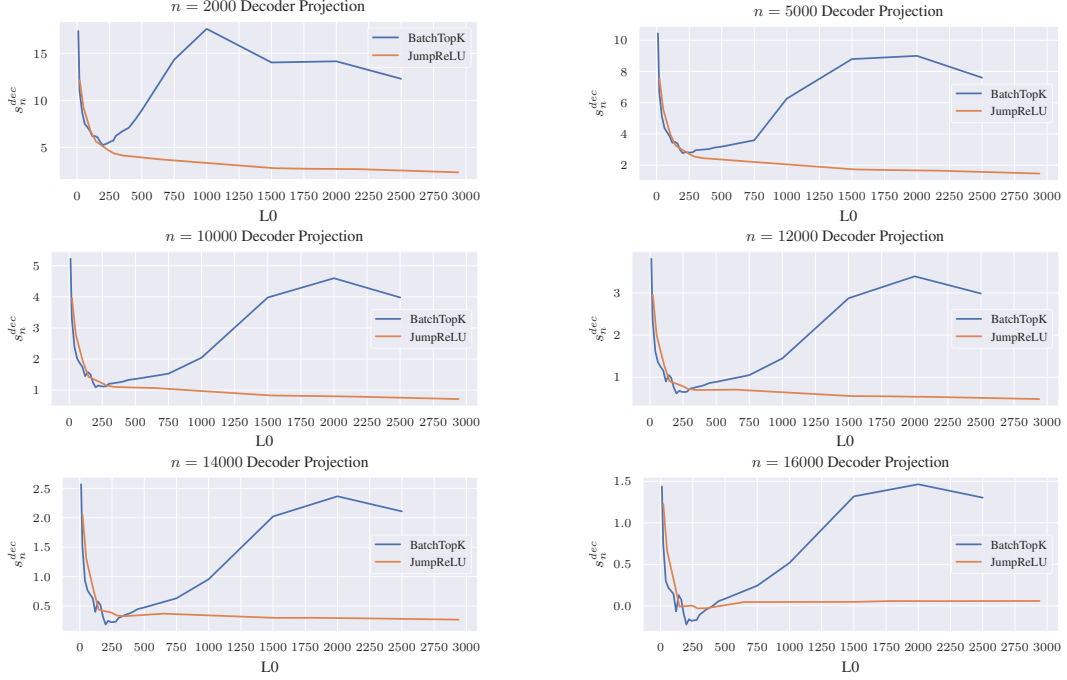 n = 2000 Decoder Projection
15
10
5
s_n^{dec}
BatchTopK
JumpReLU
0 250 500 750 1000 1250 1500 1750 2000 2250 2500 2750 3000
L0
n = 5000 Decoder Projection
10
8
6
4
2
s_n^{dec}
BatchTopK
JumpReLU
0 250 500 750 1000 1250 1500 1750 2000 2250 2500 2750 3000
L0
n = 10000 Decoder Projection
5
4
3
2
1
s_n^{dec}
BatchTopK
JumpReLU
0 250 500 750 1000 1250 1500 1750 2000 2250 2500 2750 3000
L0
n = 12000 Decoder Projection
3
2
1
s_n^{dec}
BatchTopK
JumpReLU
0 250 500 750 1000 1250 1500 1750 2000 2250 2500 2750 3000
L0
n = 14000 Decoder Projection
2.5
2.0
1.5
1.0
0.5
s_n^{dec}
BatchTopK
JumpReLU
0 250 500 750 1000 1250 1500 1750 2000 2250 2500 2750 3000
L0
n = 16000 Decoder Projection
1.5
1.0
0.5
0.0
s_n^{dec}
BatchTopK
JumpReLU
0 250 500 750 1000 1250 1500 1750 2000 2250 2500 2750 3000
L0